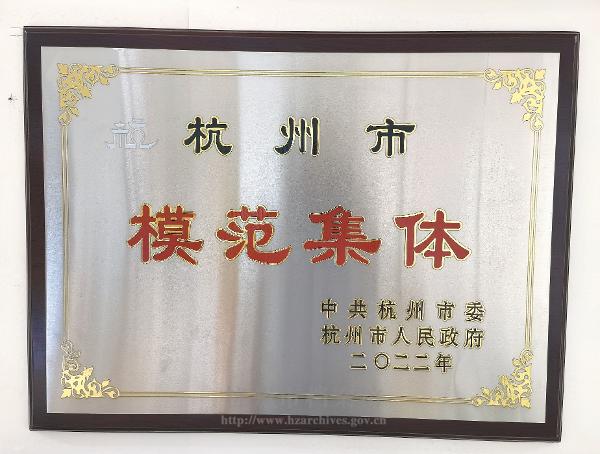 杭州市
模范集体
中共杭州市委
杭州市人民政府
二〇二二年
http://www.hzarchives.gov.cn